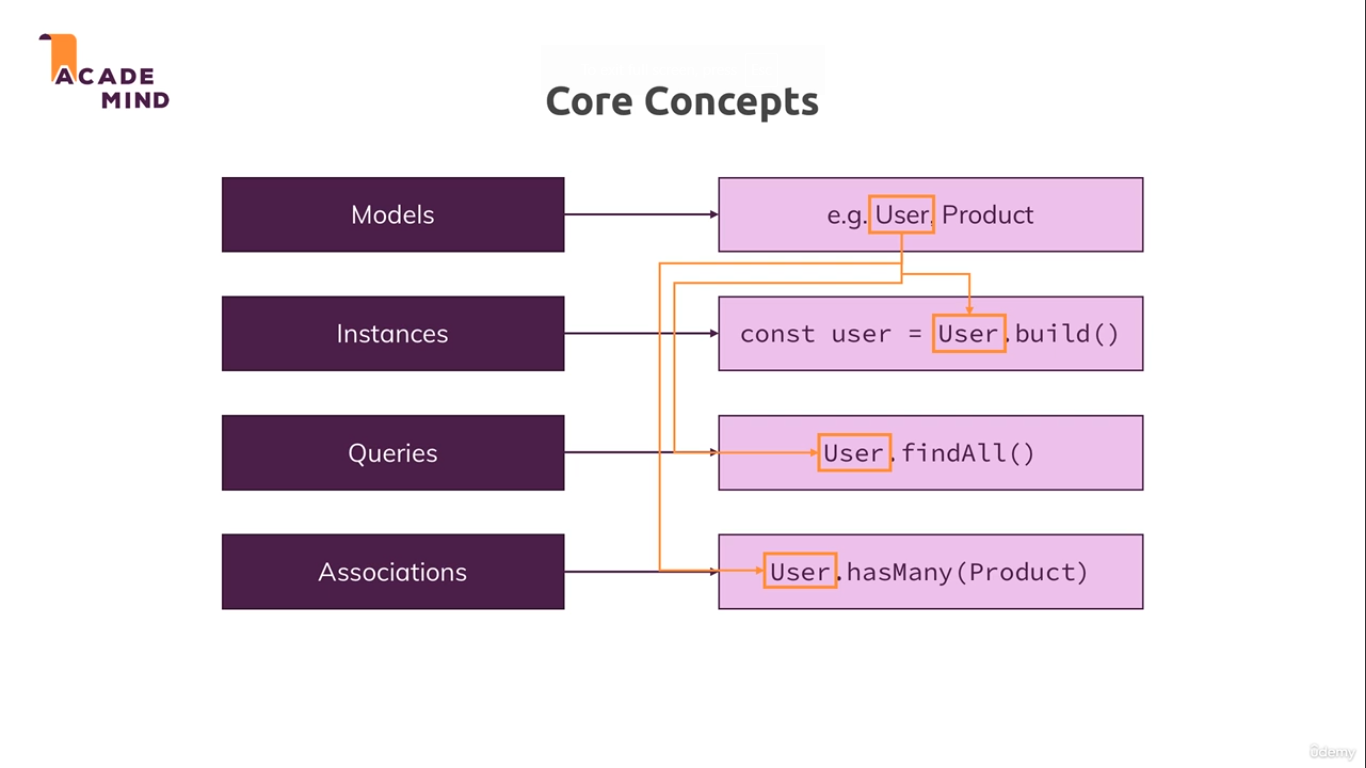 ACADE
MIND
Core Concepts
Models
e.g. User, Product
Instances
const user = User.build()
Queries
User.findAll()
Associations
User.hasMany(Product)
ûdemy